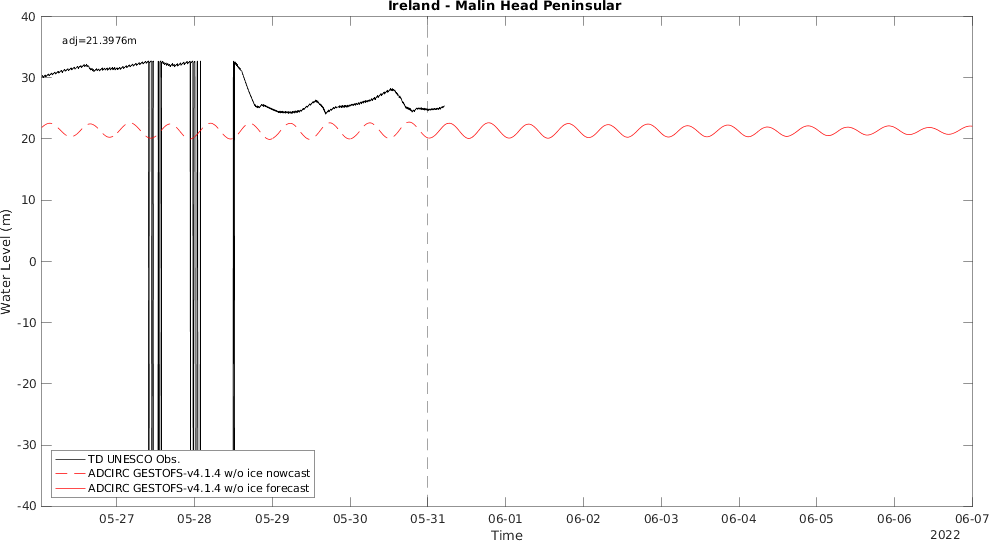 Ireland - Malin Head Peninsular
adj=21.3976m
Water Level (m)
40
30
20
10
0
-10
-20
-30
-40
TD UNESCO Obs.
ADCIRC GESTOFS-v4.1.4 w/o ice nowcast
ADCIRC GESTOFS-v4.1.4 w/o ice forecast
05-27 05-28 05-29 05-30 05-31 06-01 06-02 06-03 06-04 06-05 06-06 06-07
Time
2022